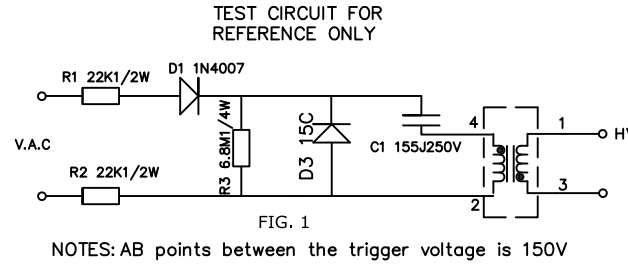 TEST CIRCUIT FOR
REFERENCE ONLY
D1 1N4007
R1 22K1/2W
V.A.C
R3 6.8M1/4W
D3 15C
C1 155J250V
4
1
HV
R2 22K1/2W
2
3
FIG. 1
NOTES: AB points between the trigger voltage is 150V